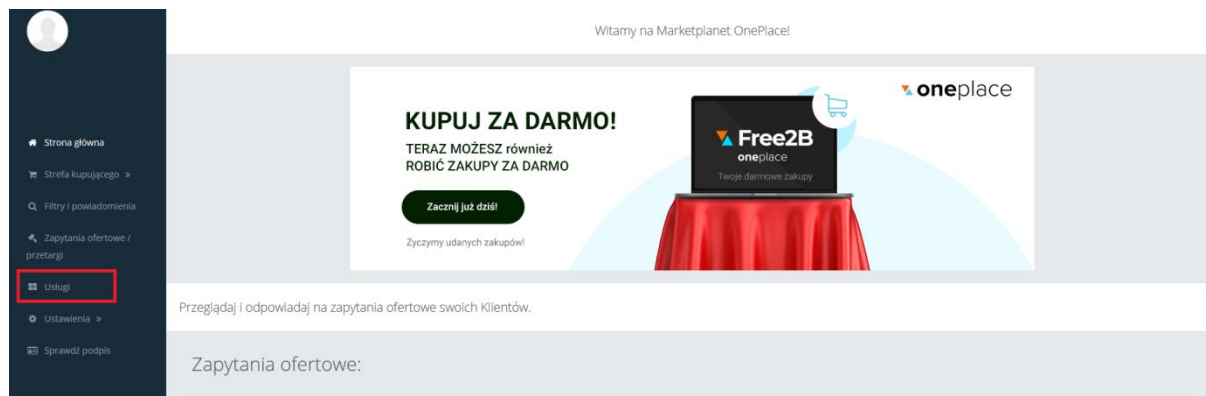 Witamy na Marketplanet OnePlace!
oneplace
KUPUJ ZA DARMO!
TERAZ MOŻESZ również
ROBIĆ ZAKUPY ZA DARMO
Zacznij już dziś!
Życzymy udanych zakupów!
Free2B
oneplace
Twoje darmowe zakupy
Strona główna
Strefa kupującego »
Filtry i powiadomienia
Zapytania ofertowe /
przetargi
Usługi
Ustawienia »
Sprawdź podpis
Przeglądaj i odpowiadaj na zapytania ofertowe swoich Klientów.
Zapytania ofertowe: